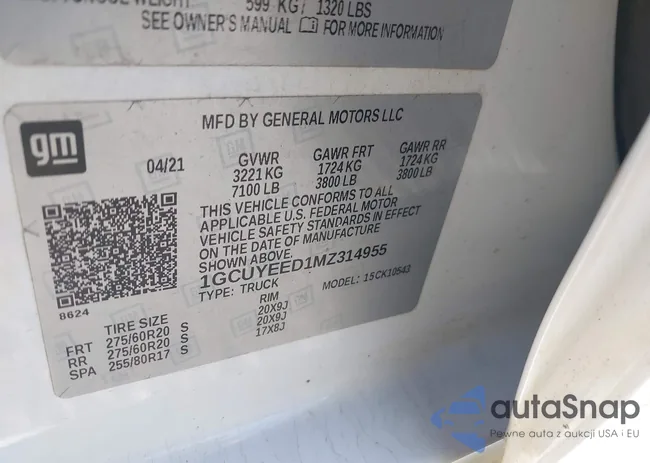 WEIGHT 599 KG / 1320 LBS
SEE OWNER'S MANUAL FOR MORE INFORMATION
gm
MFD BY GENERAL MOTORS LLC
04/21
GVWR GAWR FRT GAWR RR
3221 KG 1724 KG 1724 KG
7100 LB 3800 LB 3800 LB
THIS VEHICLE CONFORMS TO ALL
APPLICABLE U.S. FEDERAL MOTOR
VEHICLE SAFETY STANDARDS IN EFFECT
ON THE DATE OF MANUFACTURE
SHOWN ABOVE.
1GCUYEED1MZ314955
TYPE: TRUCK MODEL: 15CK10543
8624
TIRE SIZE RIM
FRT 275/60R20 S 20X9J
RR 275/60R20 S 20X9J
SPA 255/80R17 S 17X8J
autaSnap
Pewne auta z aukcji USA i EU